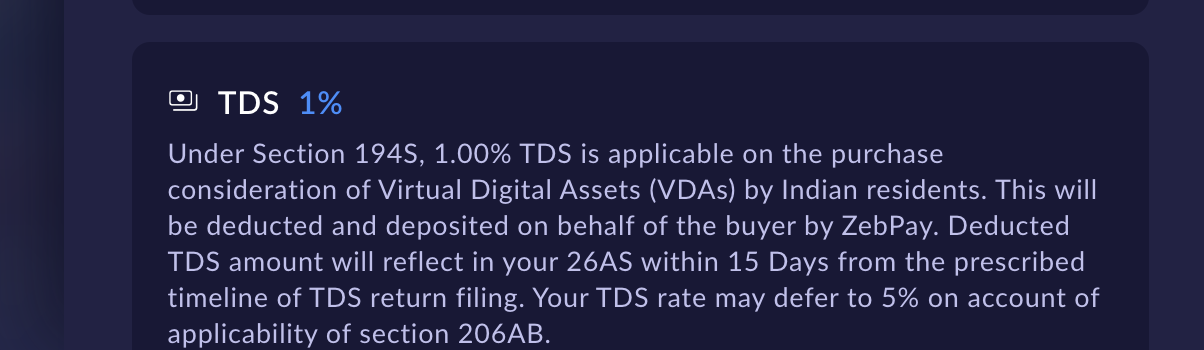 TDS 1%
Under Section 194S, 1.00% TDS is applicable on the purchase
consideration of Virtual Digital Assets (VDAs) by Indian residents. This will
be deducted and deposited on behalf of the buyer by ZebPay. Deducted
TDS amount will reflect in your 26AS within 15 Days from the prescribed
timeline of TDS return filing. Your TDS rate may defer to 5% on account of
applicability of section 206AB.